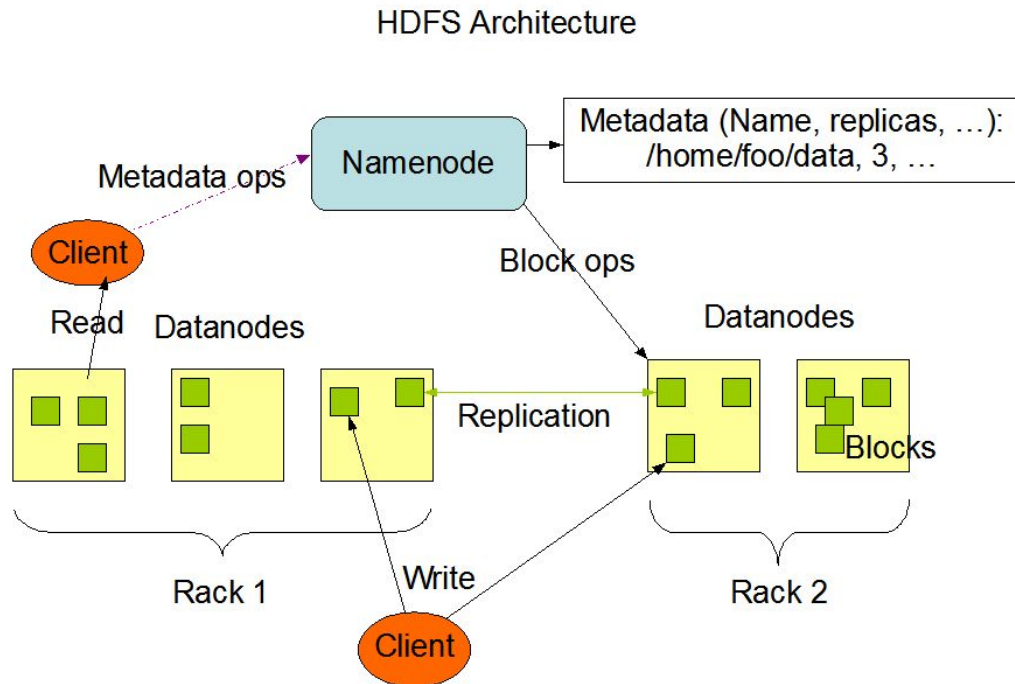 HDFS Architecture
Metadata (Name, replicas, …):
/home/foo/data, 3, …
Namenode
Metadata ops
Client
Block ops
Read
Datanodes
Datanodes
Replication
Blocks
Rack 1
Write
Rack 2
Client